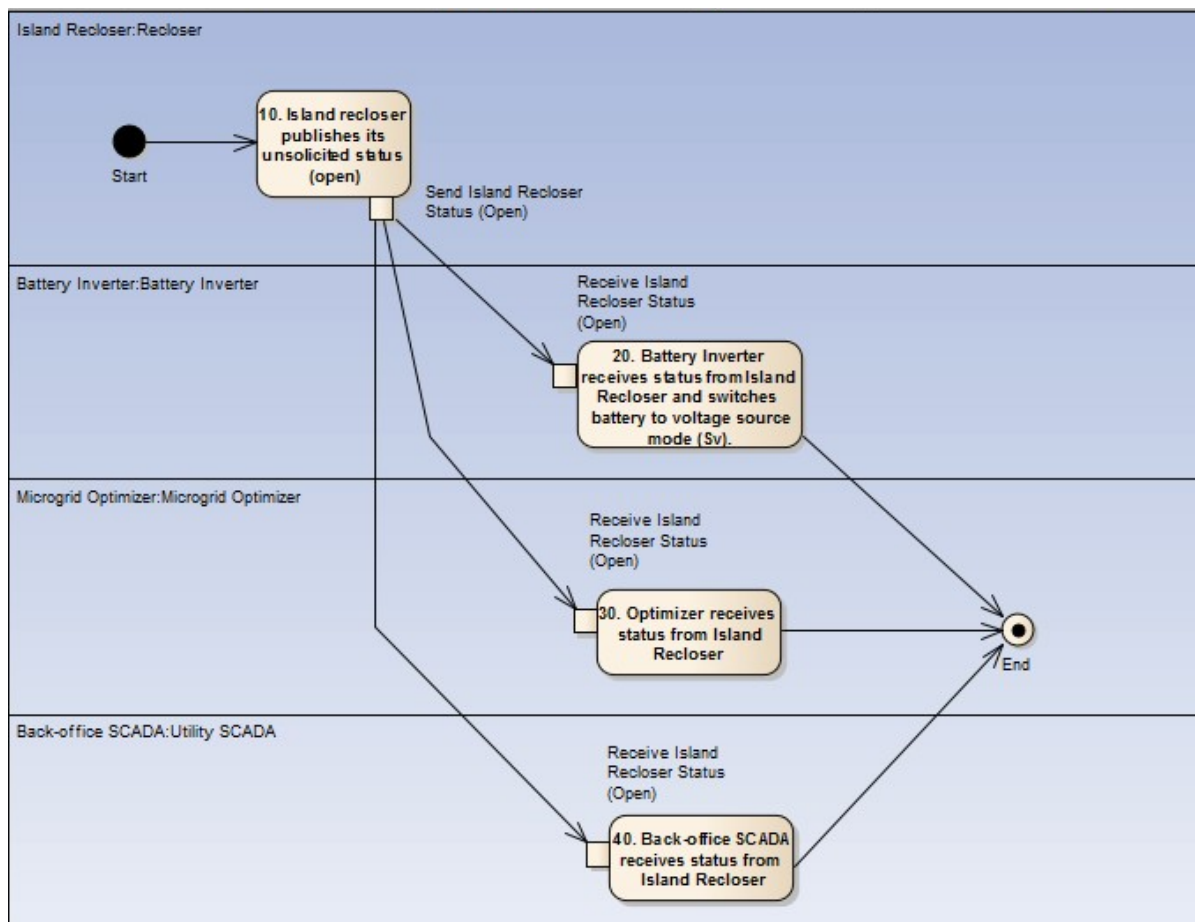 Island Recloser:Recloser
10. Island recloser
publishes its
unsolicited status
(open)
Start
Send Island Recloser
Status (Open)
Battery Inverter:Battery Inverter
Receive Island
Recloser Status
(Open)
20. Battery Inverter
receives status from Island
Recloser and switches
battery to voltage source
mode (Sv).
Microgrid Optimizer:Microgrid Optimizer
Receive Island
Recloser Status
(Open)
30. Optimizer receives
status from Island
Recloser
End
Back-office SCADA:Utility SCADA
Receive Island
Recloser Status
(Open)
40. Back-office SCADA
receives status from
Island Recloser